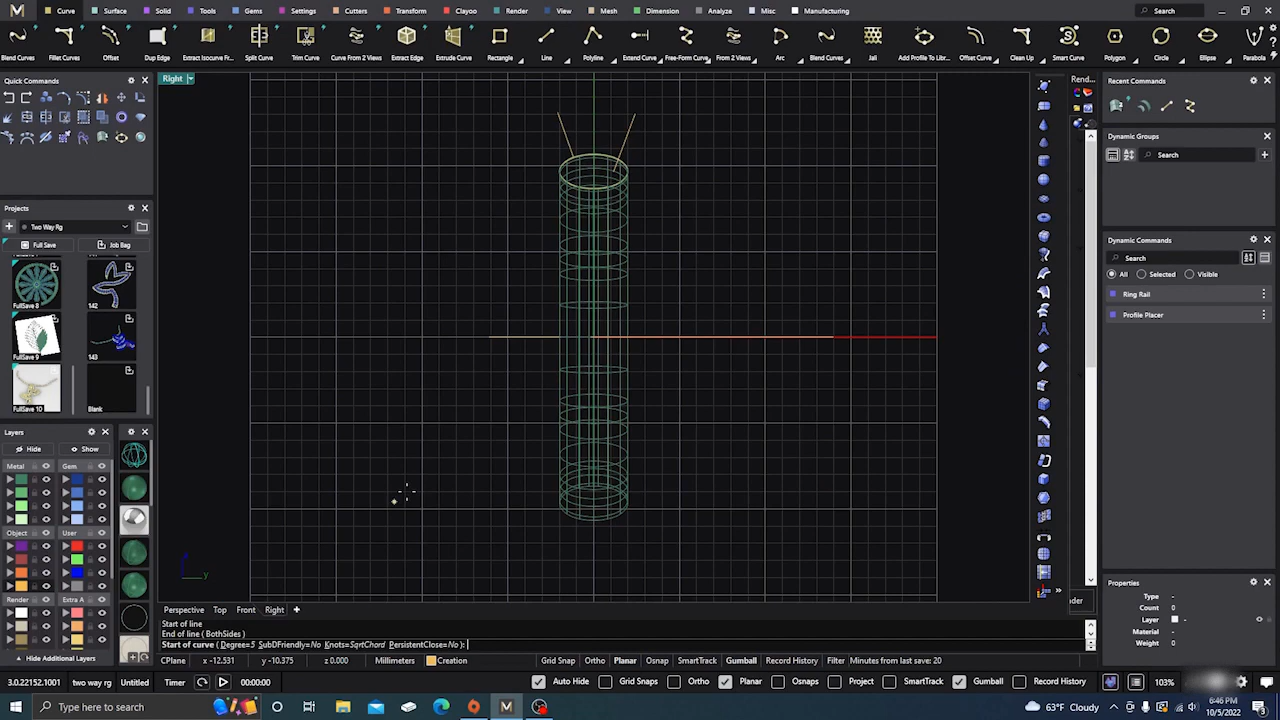 Curve Surface Solid Tools Gems Settings Cutters Transform Clayoo Render View Mesh Dimension Analyze Misc Manufacturing Search
Blend Curves Fillet Curves Offset Dup Edge Extract Isocurve Fr... Split Curve Trim Curve Curve From 2 Views Extract Edge Extrude Curve Rectangle Line Polyline Extend Curve Free-Form Curve From 2 Views Arc Blend Curves Jali Add Profile To Libr... Offset Curve Clean Up Smart Curve Polygon Circle Ellipse Parabola
Quick Commands
Right
Rend...
Recent Commands
Dynamic Groups
Search
Projects
Two Way Rg
Full Save Job Bag
FullSave 8 142
FullSave 9 143
FullSave 10 Blank
Dynamic Commands
Search
All Selected Visible
Ring Rail
Profile Placer
Layers
Hide Show
Metal Gem
Object User
Render Extra A
Hide Additional Layers
y
Properties
Type -
Count 0
Layer -
Material -
Weight 0
der
Perspective Top Front Right
Start of line
End of line ( BothSides )
Start of curve ( Degree=5 SubDFriendly=No Knots=SqrtChord PersistentClose=No ):
CPlane x -12.531 y -10.375 z 0.000 Millimeters Creation Grid Snap Ortho Planar Osnap SmartTrack Gumball Record History Filter Minutes from last save: 20
3.0.22152.1001 two way rg Untitled Timer 00:00:00 Auto Hide Grid Snaps Ortho Planar Osnaps Project SmartTrack Gumball Record History 103%
Type here to search
M
63°F Cloudy
6:46 PM
10/5/2022